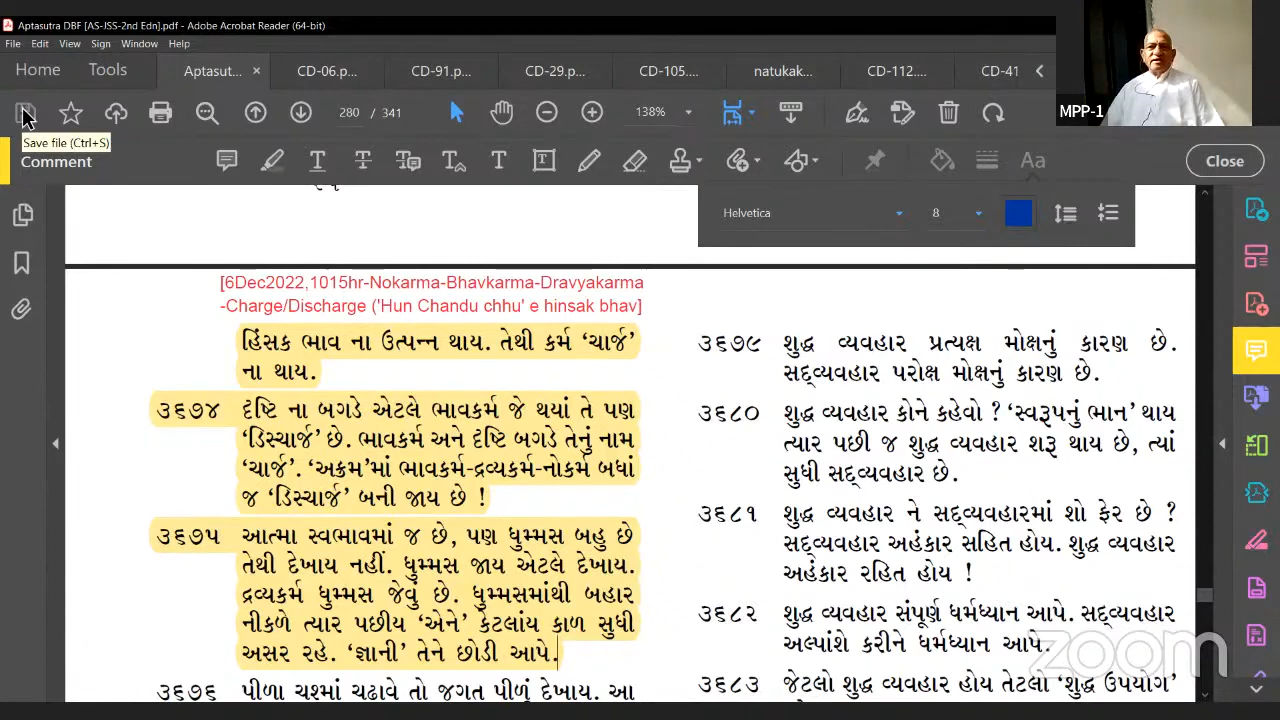 Aptasutra DBF [AS-JSS-2nd Edn].pdf - Adobe Acrobat Reader (64-bit)
File Edit View Sign Window Help
Home Tools Aptasut... × CD-06.p... CD-91.p... CD-29.p... CD-105.... natukak... CD-112.... CD-41
280 / 341 138%
MPP-1
Save file (Ctrl+S)
Comment
Close
Helvetica 8
[6Dec2022,1015hr-Nokarma-Bhavkarma-Dravyakarma
-Charge/Discharge ('Hun Chandu chhu' e hinsak bhav]
હિંસક ભાવ ના ઉત્પન્ન થાય. તેથી કર્મ ‘ચાર્જ’
ના થાય.
૩૬૭૪ દૃષ્ટિ ના બગડે એટલે ભાવકર્મ જે થયાં તે પણ
‘ડિસ્ચાર્જ’ છે. ભાવકર્મ અને દૃષ્ટિ બગડે તેનું નામ
‘ચાર્જ’. ‘અક્રમ’માં ભાવકર્મ-દ્રવ્યકર્મ-નોકર્મ બધાં
જ ‘ડિસ્ચાર્જ’ બની જાય છે !
૩૬૭૫ આત્મા સ્વભાવમાં જ છે, પણ ધુમ્મસ બહુ છે
તેથી દેખાય નહીં. ધુમ્મસ જાય એટલે દેખાય.
દ્રવ્યકર્મ ધુમ્મસ જેવું છે. ધુમ્મસમાંથી બહાર
નીકળે ત્યાર પછીય ‘એને’ કેટલાંય કાળ સુધી
અસર રહે. ‘જ્ઞાની’ તેને છોડી આપે.
૩૬૭૬ પીળા ચશ્માં ચઢાવે તો જગત પીળું દેખાય. આ
૩૬૭૯ શુદ્ધ વ્યવહાર પ્રત્યક્ષ મોક્ષનું કારણ છે.
સદ્વ્યવહાર પરોક્ષ મોક્ષનું કારણ છે.
૩૬૮૦ શુદ્ધ વ્યવહાર કોને કહેવો ? ‘સ્વરૂપનું ભાન’ થાય
ત્યાર પછી જ શુદ્ધ વ્યવહાર શરૂ થાય છે, ત્યાં
સુધી સદ્વ્યવહાર છે.
૩૬૮૧ શુદ્ધ વ્યવહાર ને સદ્વ્યવહારમાં શો ફેર છે ?
સદ્વ્યવહાર અહંકાર સહિત હોય. શુદ્ધ વ્યવહાર
અહંકાર રહિત હોય !
૩૬૮૨ શુદ્ધ વ્યવહાર સંપૂર્ણ ધર્મધ્યાન આપે. સદ્વ્યવહાર
અલ્પાંશે કરીને ધર્મધ્યાન આપે.
૩૬૮૩ જેટલો શુદ્ધ વ્યવહાર હોય તેટલો ‘શુદ્ધ ઉપયોગ’
zoom